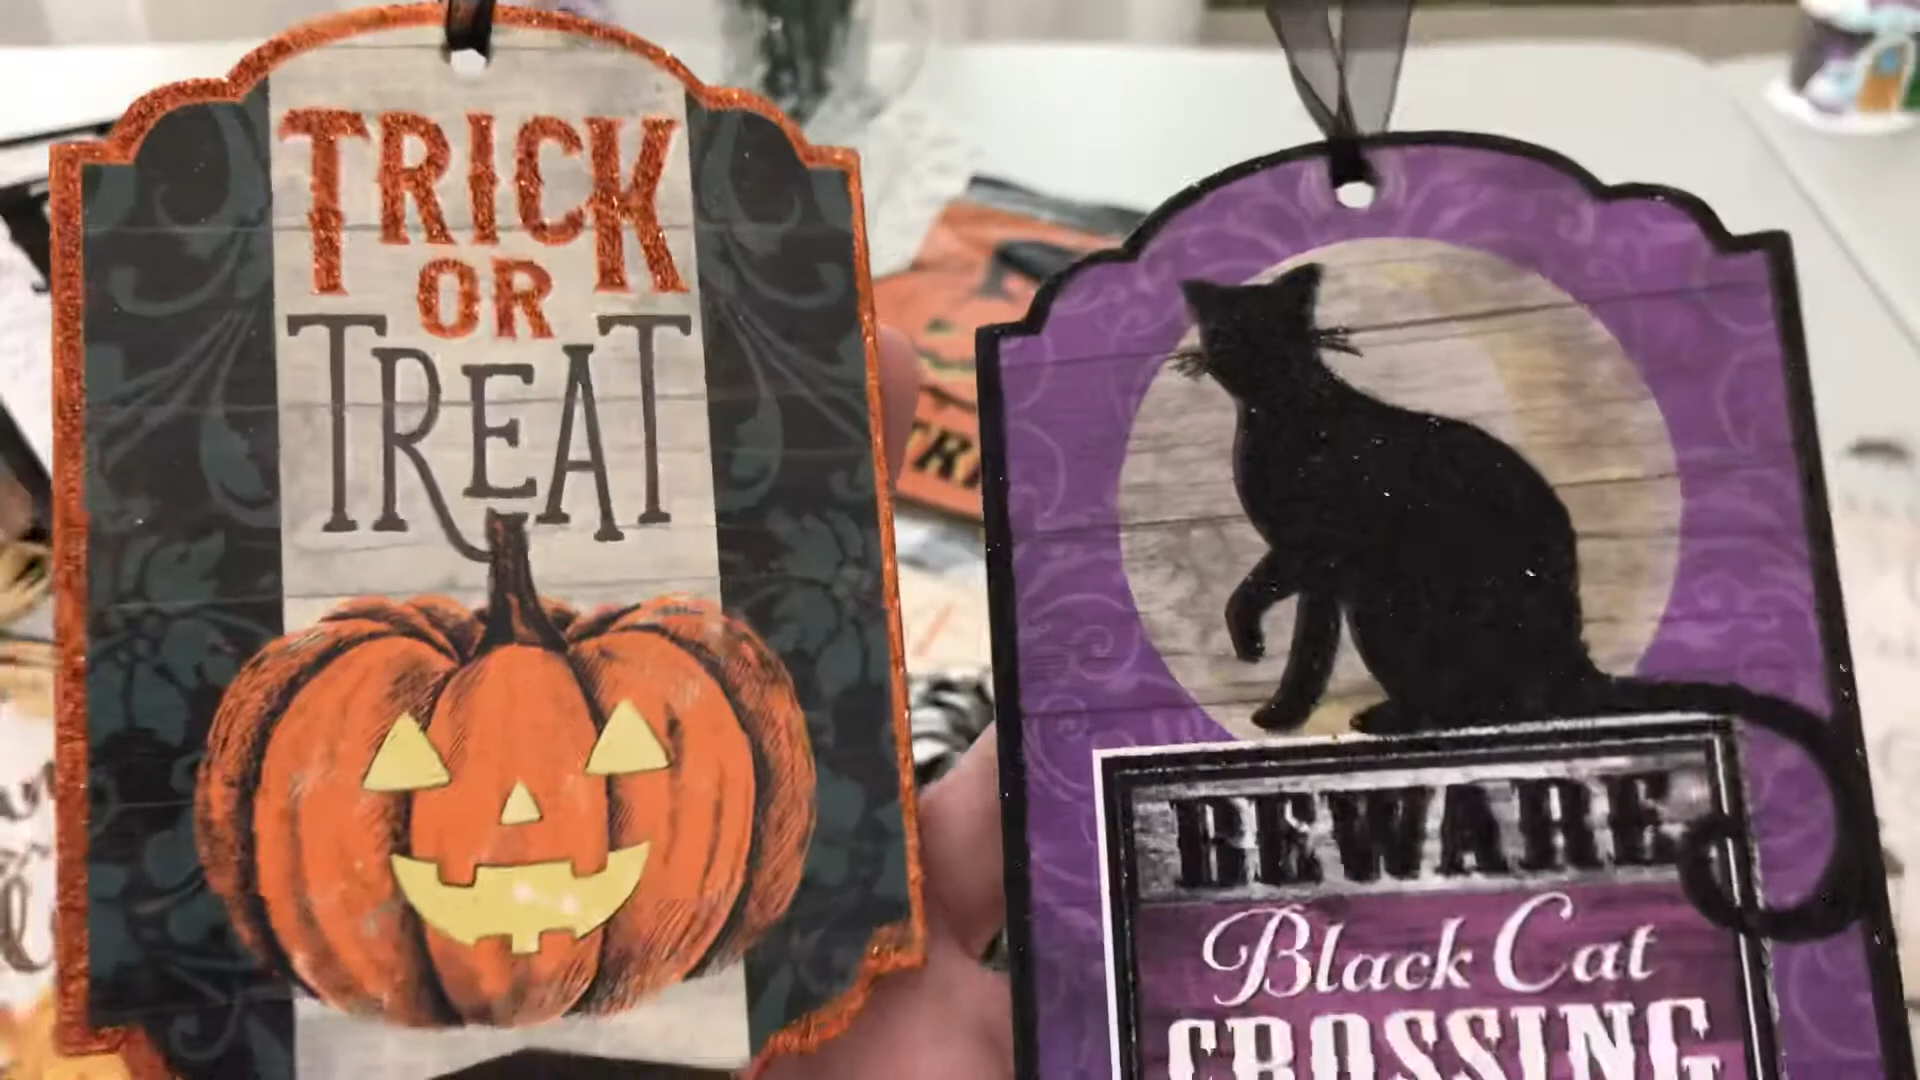 TRICK
OR
TREAT
BEWARE
Black Cat
CROSSING